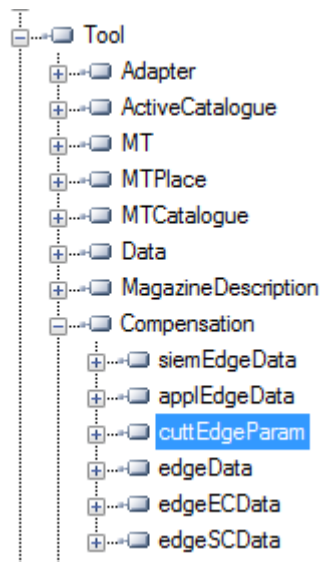 Tool
Adapter
ActiveCatalogue
MT
MTPlace
MTCatalogue
Data
MagazineDescription
Compensation
siemEdgeData
applEdgeData
cuttEdgeParam
edgeData
edgeECData
edgeSCData